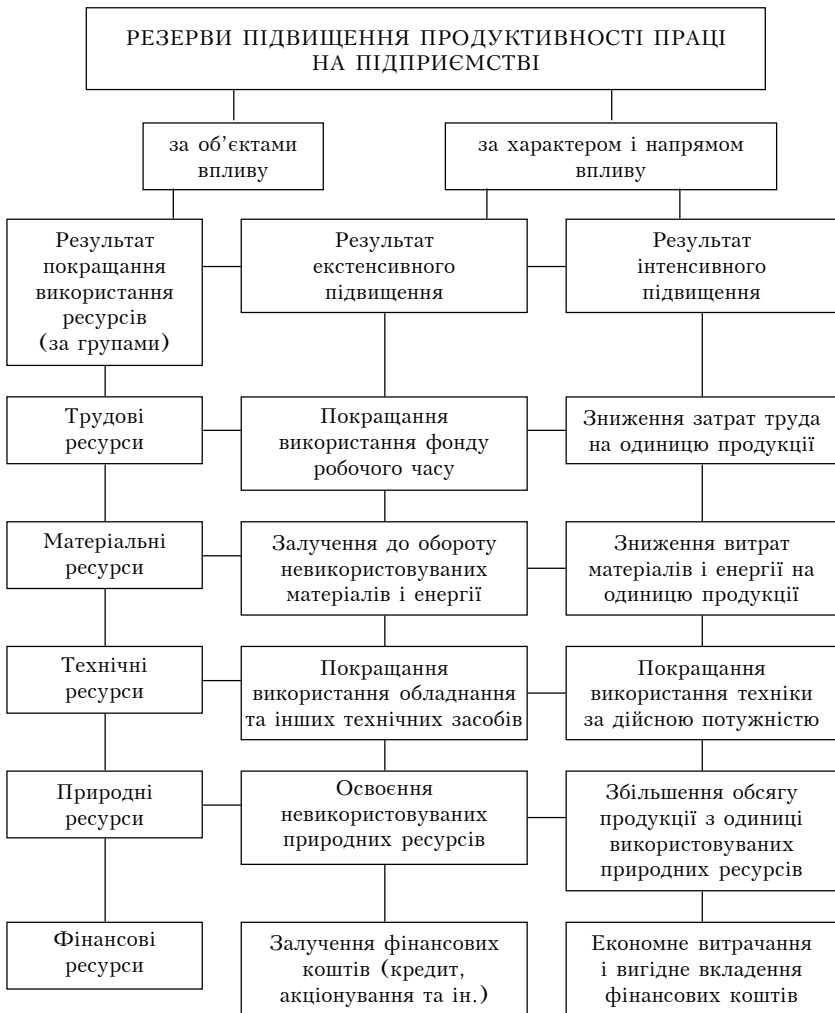 РЕЗЕРВИ ПІДВИЩЕННЯ ПРОДУКТИВНОСТІ ПРАЦІ
НА ПІДПРИЄМСТВІ
за об’єктами
впливу
за характером і напрямом
впливу
Результат
покращання
використання
ресурсів
(за групами)
Результат
екстенсивного
підвищення
Результат
інтенсивного
підвищення
Трудові
ресурси
Покращання
використання фонду
робочого часу
Зниження затрат труда
на одиницю продукції
Матеріальні
ресурси
Залучення до обороту
невикористовуваних
матеріалів і енергії
Зниження витрат
матеріалів і енергії на
одиницю продукції
Технічні
ресурси
Покращання
використання обладнання
та інших технічних засобів
Покращання
використання техніки
за дійсною потужністю
Природні
ресурси
Освоєння
невикористовуваних
природних ресурсів
Збільшення обсягу
продукції з одиниці
використовуваних
природних ресурсів
Фінансові
ресурси
Залучення фінансових
коштів (кредит,
акціонування та ін.)
Економне витрачання
і вигідне вкладення
фінансових коштів